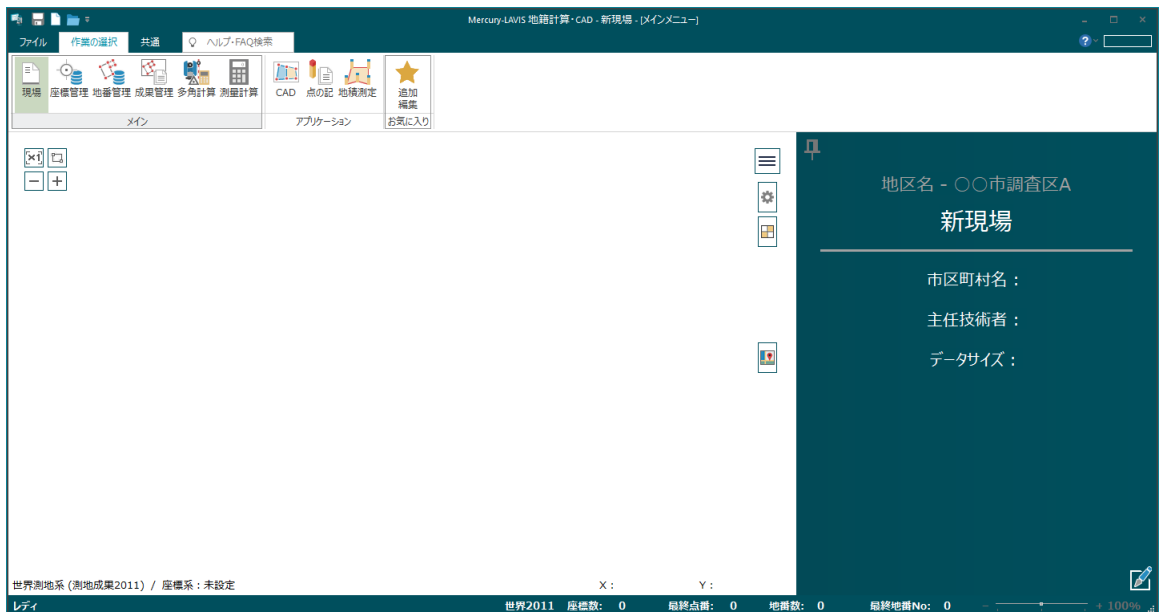 Mercury-LAVIS 地籍計算・CAD - 新現場 - [メインメニュー]
ファイル 作業の選択 共通 ヘルプ・FAQ検索
現場 座標管理 地番管理 成果管理 多角計算 測量計算 CAD 点の記 地積測定 追加
編集
メイン アプリケーション お気に入り
[×1]
地区名 - 〇〇市調査区A
新現場
市区町村名：
主任技術者：
データサイズ：
世界測地系 (測地成果2011) / 座標系：未設定 X： Y：
レディ 世界2011 座標数: 0 最終点番: 0 地番数: 0 最終地番No: 0 - + 100%